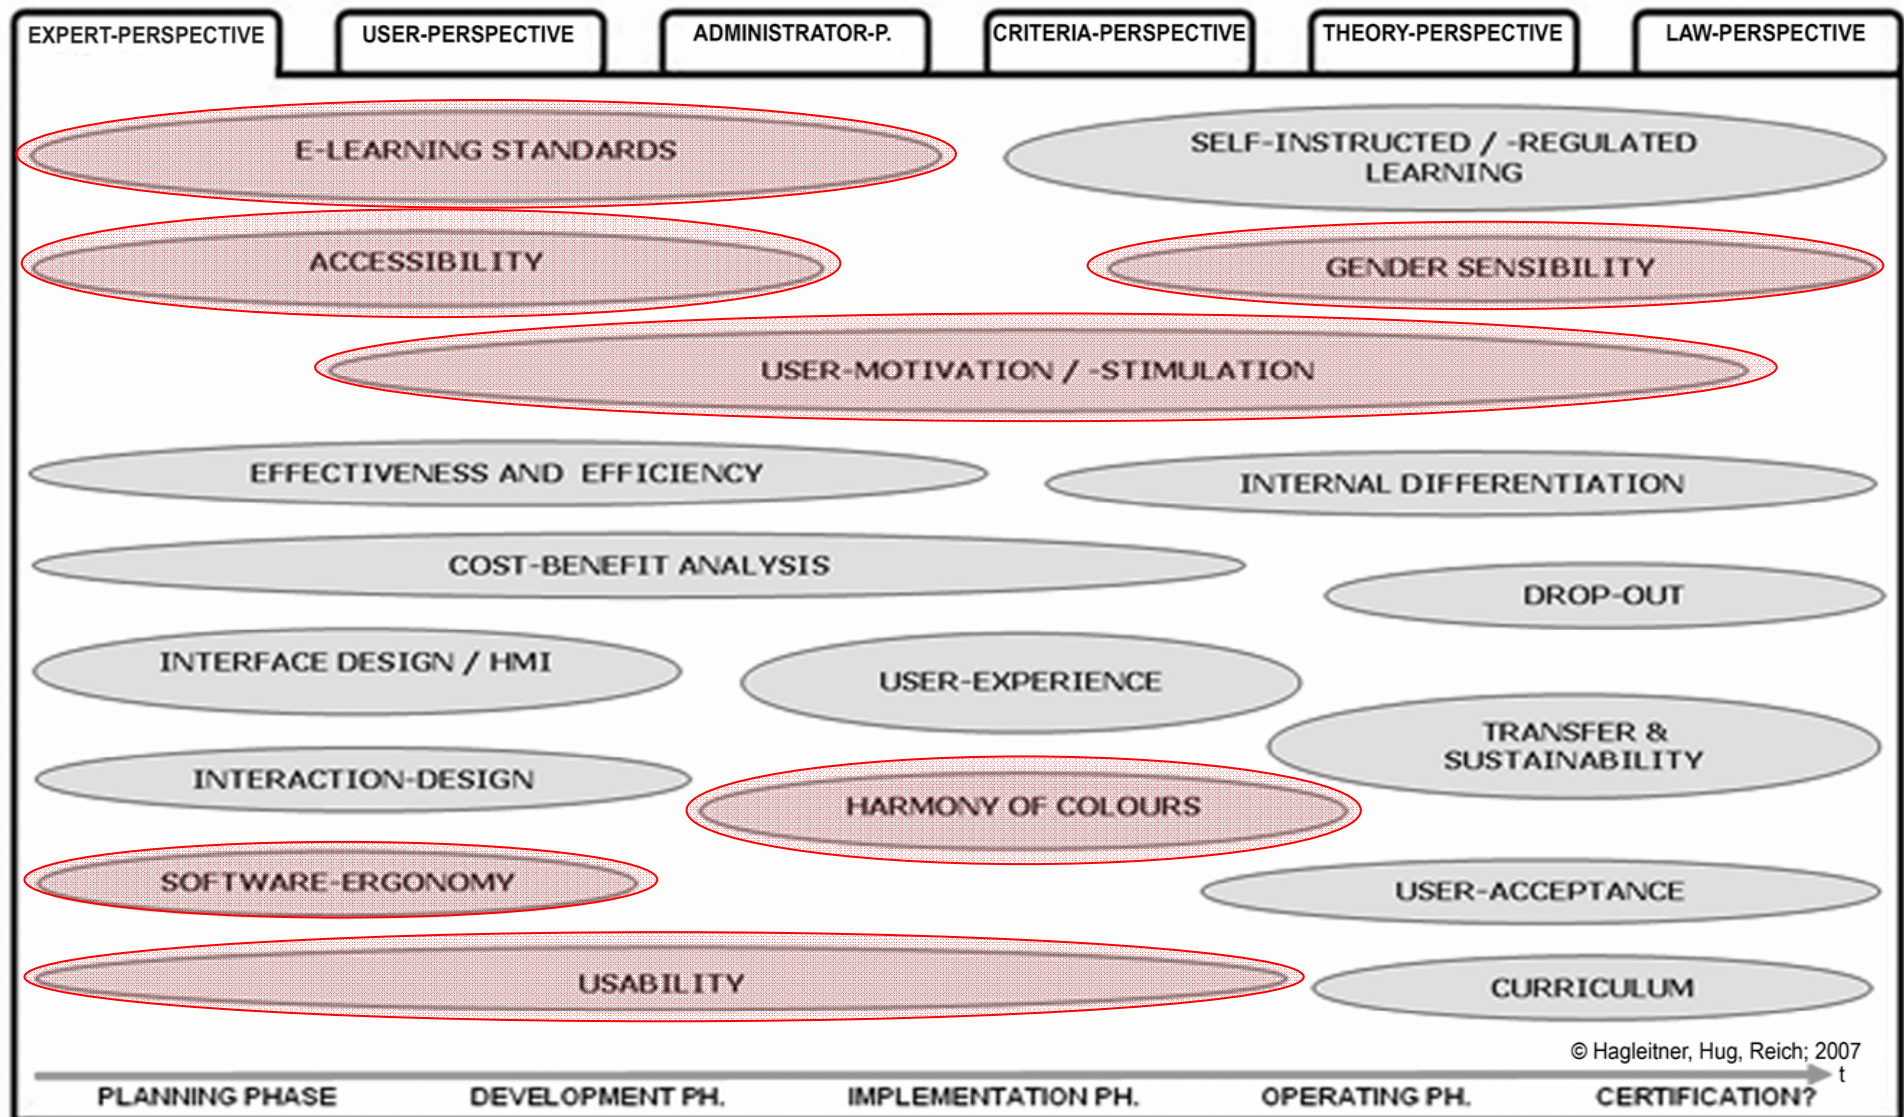 EXPERT-PERSPECTIVE
USER-PERSPECTIVE
ADMINISTRATOR-P.
CRITERIA-PERSPECTIVE
THEORY-PERSPECTIVE
LAW-PERSPECTIVE
E-LEARNING STANDARDS
SELF-INSTRUCTED / -REGULATED
LEARNING
ACCESSIBILITY
GENDER SENSIBILITY
USER-MOTIVATION / -STIMULATION
EFFECTIVENESS AND EFFICIENCY
INTERNAL DIFFERENTIATION
COST-BENEFIT ANALYSIS
DROP-OUT
INTERFACE DESIGN / HMI
USER-EXPERIENCE
TRANSFER &
SUSTAINABILITY
INTERACTION-DESIGN
HARMONY OF COLOURS
SOFTWARE-ERGONOMY
USER-ACCEPTANCE
USABILITY
CURRICULUM
© Hagleitner, Hug, Reich; 2007
t
PLANNING PHASE
DEVELOPMENT PH.
IMPLEMENTATION PH.
OPERATING PH.
CERTIFICATION?